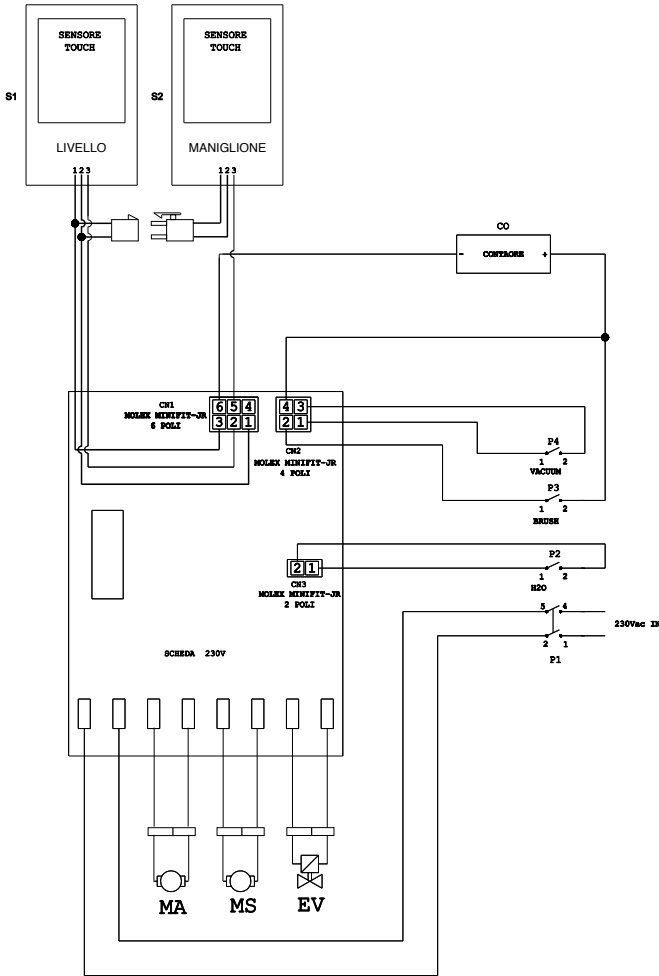 SENSORE
TOUCH
SENSORE
TOUCH
S1
S2
LIVELLO
MANIGLIONE
1 2 3
1 2 3
CO
- CONTAORE +
CN1
MOLEX MINIFIT-JR
6 POLI
6 5 4
3 2 1
4 3
2 1
CN2
MOLEX MINIFIT-JR
4 POLI
P4
1 2
VACUUM
P3
1 2
BRUSH
2 1
CN3
MOLEX MINIFIT-JR
2 POLI
P2
1 2
H2O
5 4
230Vac IN
2 1
P1
SCHEDA 230V
MA
MS
EV